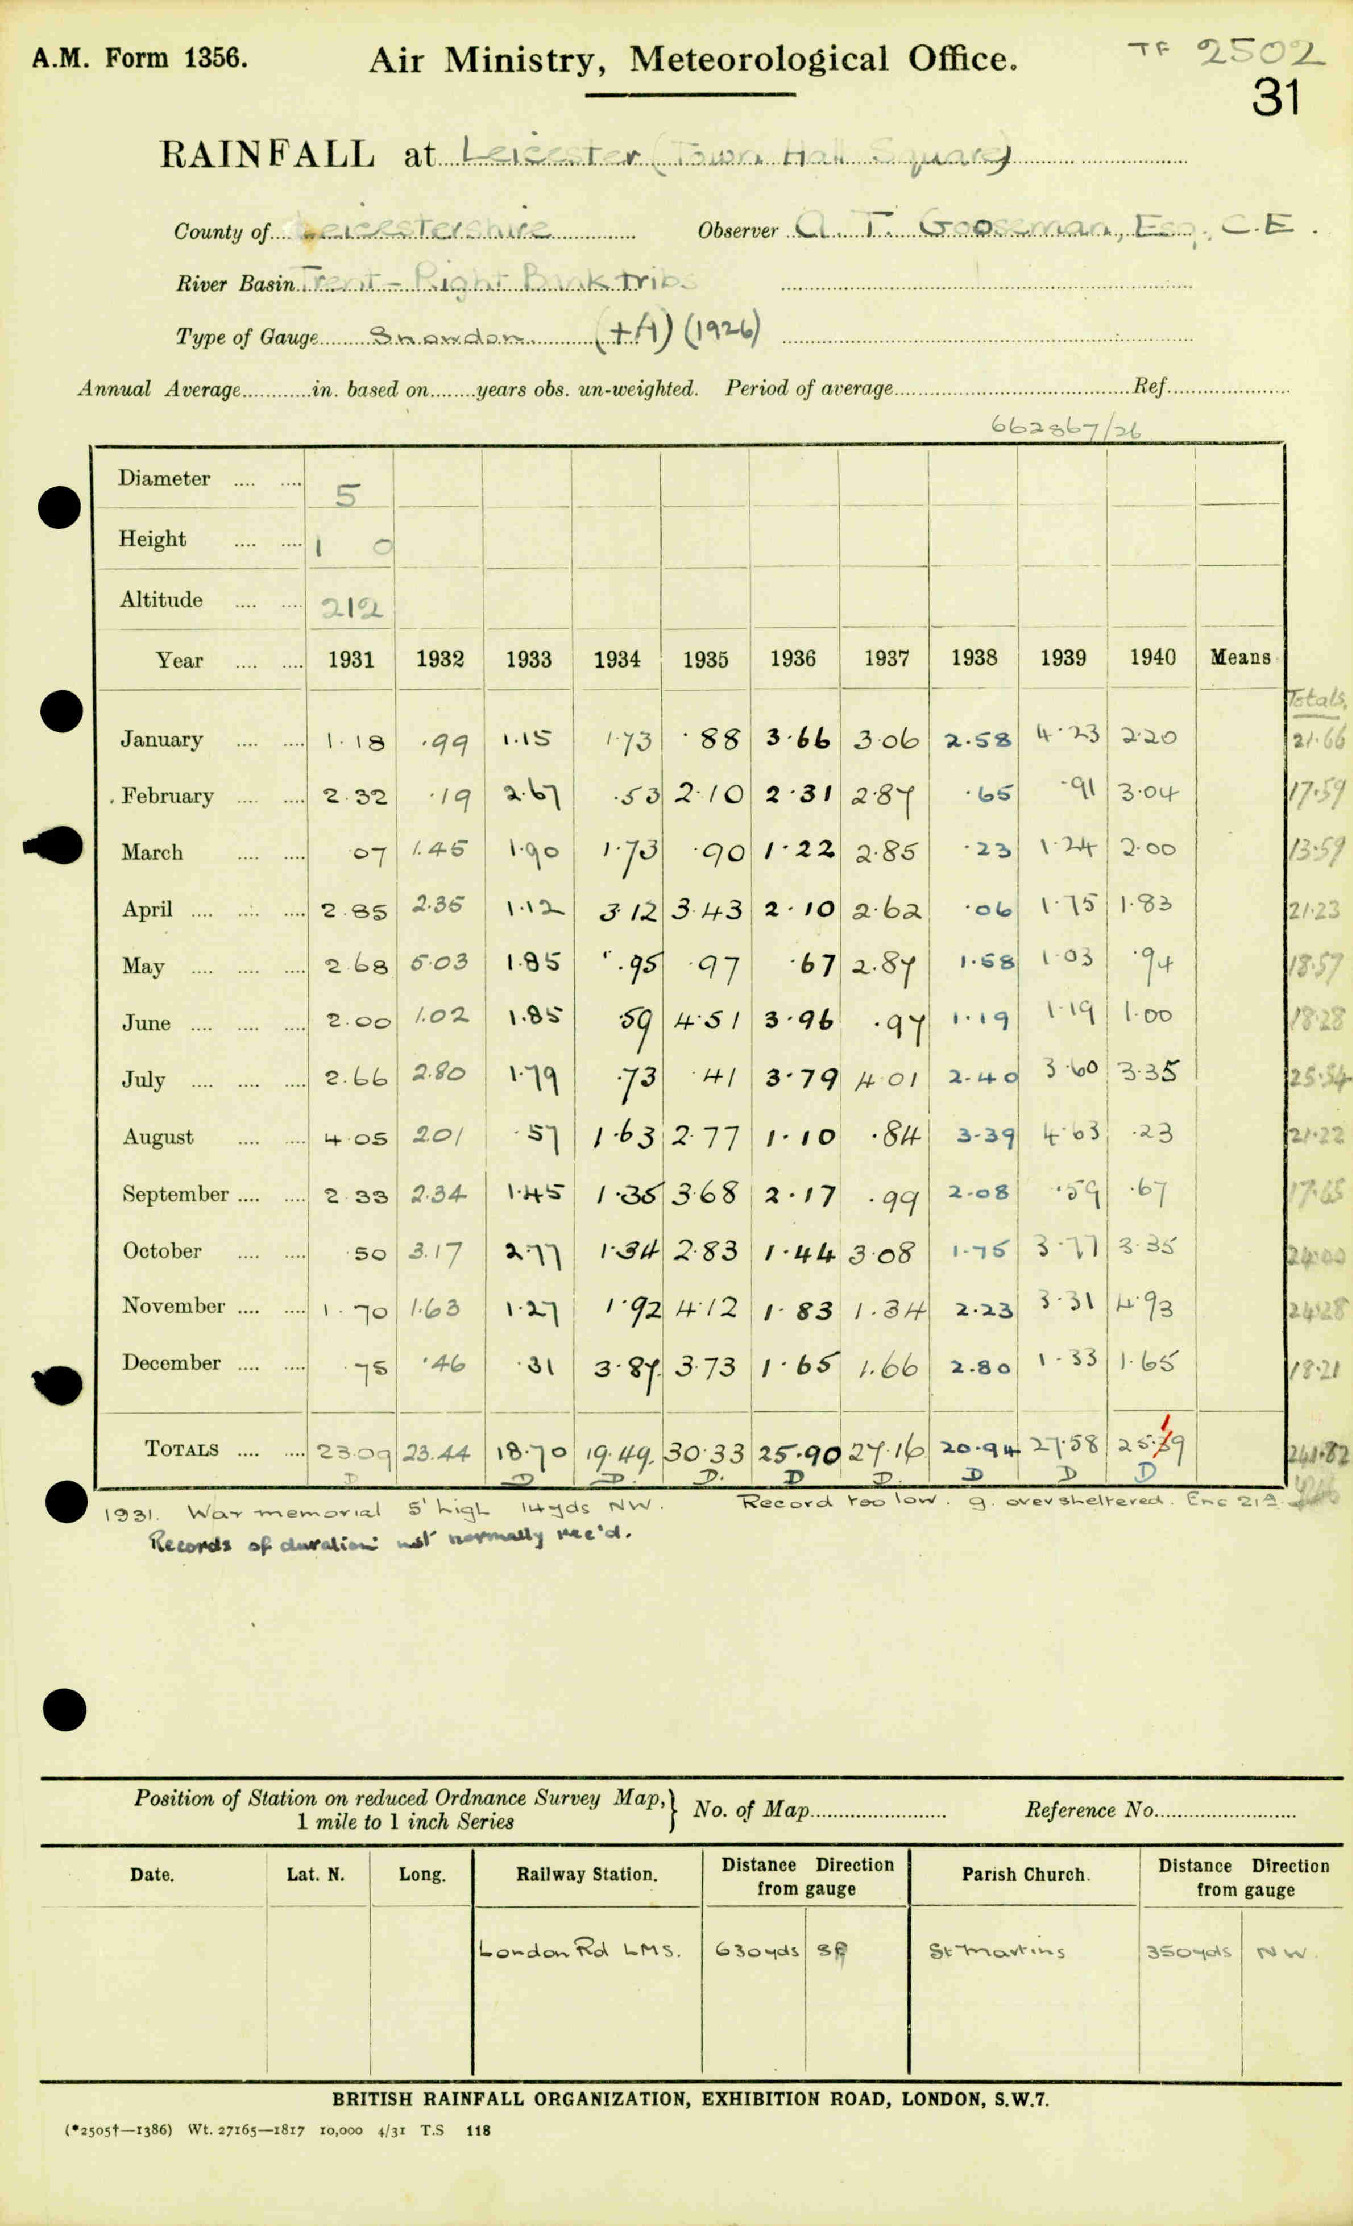 A.M. Form 1356. Air Ministry, Meteorological Office. TF 2502
31
RAINFALL at Leicester (Town Hall Square)
County of Leicestershire Observer A. T. Gooseman, Esq., C.E.
River Basin Trent - Right Bank tribs
Type of Gauge Snowdon (+A) (1926)
Annual Average............in. based on........years obs. un-weighted. Period of average............Ref............
662867/26
Diameter .... .... 5
Height .... .... 1 0
Altitude .... .... 212
Year .... .... 1931 1932 1933 1934 1935 1936 1937 1938 1939 1940 Means
Totals
January .... .... 1.18 .99 1.15 1.73 .88 3.66 3.06 2.58 4.23 2.20 21.66
February .... .... 2.32 .19 2.67 .53 2.10 2.31 2.87 .65 .91 3.04 17.59
March .... .... 07 1.45 1.90 1.73 .90 1.22 2.85 .23 1.24 2.00 13.59
April .... .... .... 2.85 2.35 1.12 3.12 3.43 2.10 2.62 .06 1.75 1.83 21.23
May .... .... .... 2.68 5.03 1.85 .95 .97 .67 2.87 1.58 1.03 .94 18.57
June .... .... .... 2.00 1.02 1.85 .59 4.51 3.96 .97 1.19 1.19 1.00 18.28
July .... .... .... 2.66 2.80 1.79 .73 .41 3.79 4.01 2.40 3.60 3.35 25.54
August .... .... 4.05 2.01 .57 1.63 2.77 1.10 .84 3.39 4.63 .23 21.22
September .... .... 2.33 2.34 1.45 1.35 3.68 2.17 .99 2.08 .59 .67 17.65
October .... .... .50 3.17 2.77 1.34 2.83 1.44 3.08 1.75 3.77 3.35 24.00
November .... .... 1.70 1.63 1.27 1.92 4.12 1.83 1.34 2.23 3.31 4.93 24.28
December .... .... .75 .46 .31 3.87 3.73 1.65 1.66 2.80 1.33 1.65 18.21
TOTALS .... .... 23.09 23.44 18.70 19.49 30.33 25.90 27.16 20.94 27.58 25.19 241.82
D D D D. D D. D D D
1931. War memorial 5' high 14yds NW. Record too low. g. oversheltered. Enc 21A
Records of duration not normally rec'd.
Position of Station on reduced Ordnance Survey Map, 1 mile to 1 inch Series } No. of Map............ Reference No............
Date. Lat. N. Long. Railway Station. Distance Direction from gauge Parish Church. Distance Direction from gauge
London Rd LMS. 630yds SE St Martins 350yds NW.
BRITISH RAINFALL ORGANIZATION, EXHIBITION ROAD, LONDON, S.W.7.
(*2505†—1386) Wt. 27165—1817 10,000 4/31 T.S 118